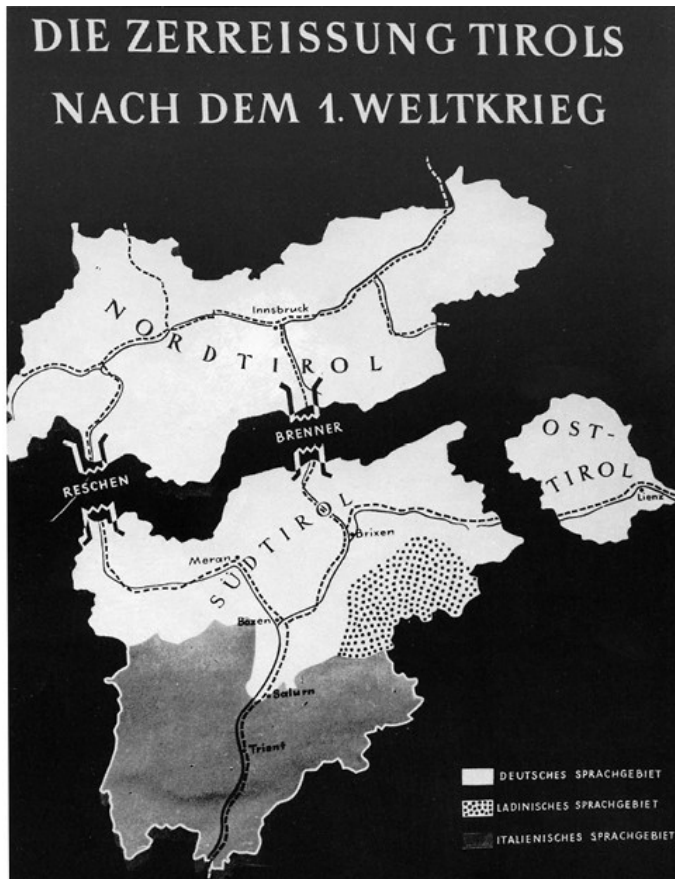 DIE ZERREISSUNG TIROLS
NACH DEM 1. WELTKRIEG
Innsbruck
NORDTIROL
BRENNER
RESCHEN
OST-
TIROL
Lienz
SÜDTIROL
Brixen
Meran
Bozen
Salurn
Trient
DEUTSCHES SPRACHGEBIET
LADINISCHES SPRACHGEBIET
ITALIENISCHES SPRACHGEBIET